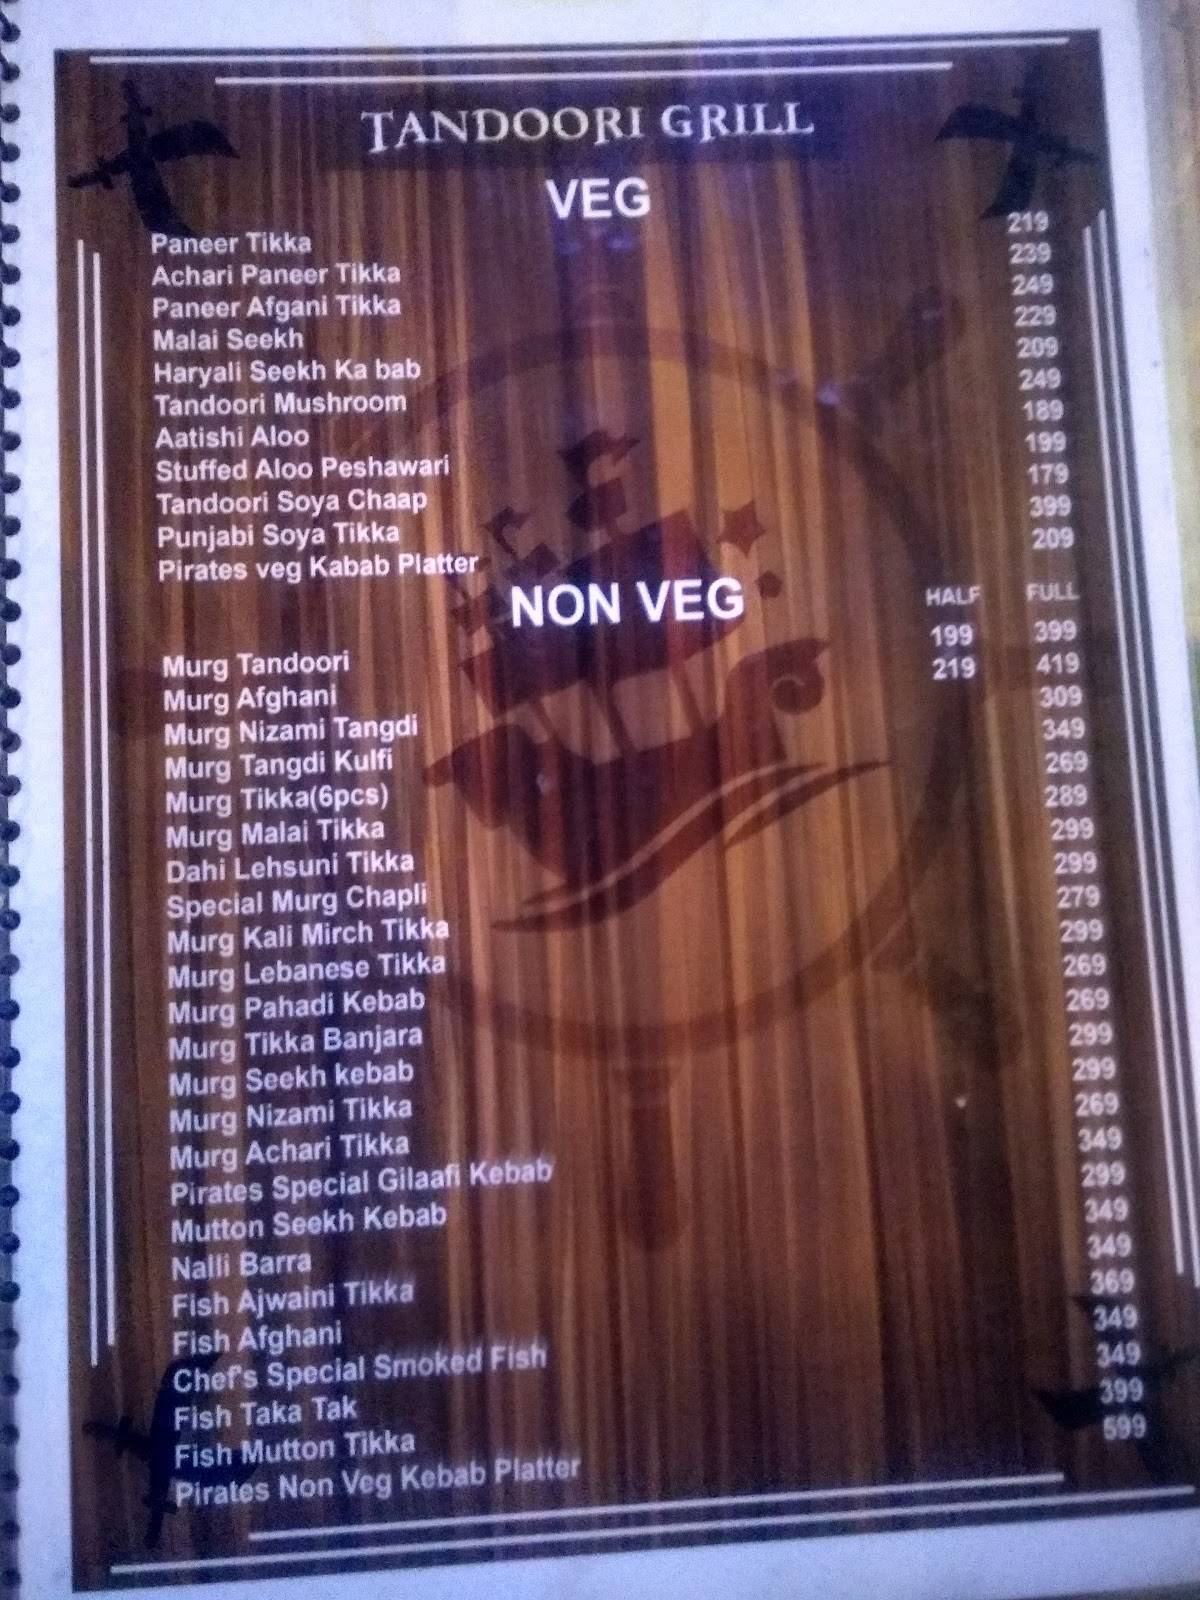 TANDOORI GRILL
VEG
Paneer Tikka 219
Achari Paneer Tikka 239
Paneer Afgani Tikka 249
Malai Seekh 229
Haryali Seekh Ka bab 209
Tandoori Mushroom 249
Aatishi Aloo 189
Stuffed Aloo Peshawari 199
Tandoori Soya Chaap 179
Punjabi Soya Tikka 399
Pirates veg Kabab Platter 209
NON VEG HALF FULL
Murg Tandoori 199 399
Murg Afghani 219 419
Murg Nizami Tangdi 309
Murg Tangdi Kulfi 349
Murg Tikka(6pcs) 269
Murg Malai Tikka 289
Dahi Lehsuni Tikka 299
Special Murg Chapli 299
Murg Kali Mirch Tikka 279
Murg Lebanese Tikka 299
Murg Pahadi Kebab 269
Murg Tikka Banjara 269
Murg Seekh kebab 299
Murg Nizami Tikka 299
Murg Achari Tikka 269
Pirates Special Gilaafi Kebab 349
Mutton Seekh Kebab 299
Nalli Barra 349
Fish Ajwaini Tikka 349
Fish Afghani 369
Chef's Special Smoked Fish 349
Fish Taka Tak 349
Fish Mutton Tikka 399
Pirates Non Veg Kebab Platter 599